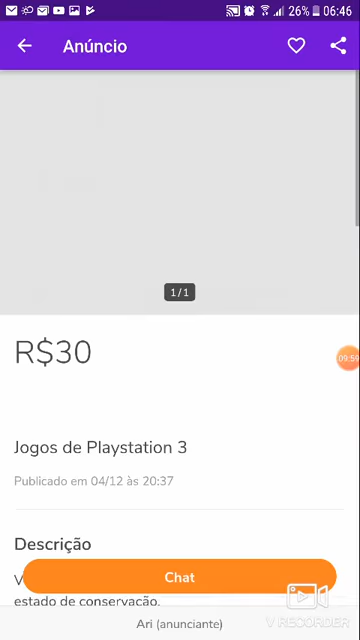 26% 06:46
Anúncio
1/1
R$30
09:59
Jogos de Playstation 3
Publicado em 04/12 às 20:37
Descrição
V
Chat
estado de conservação.
Ari (anunciante)
V RECORDER